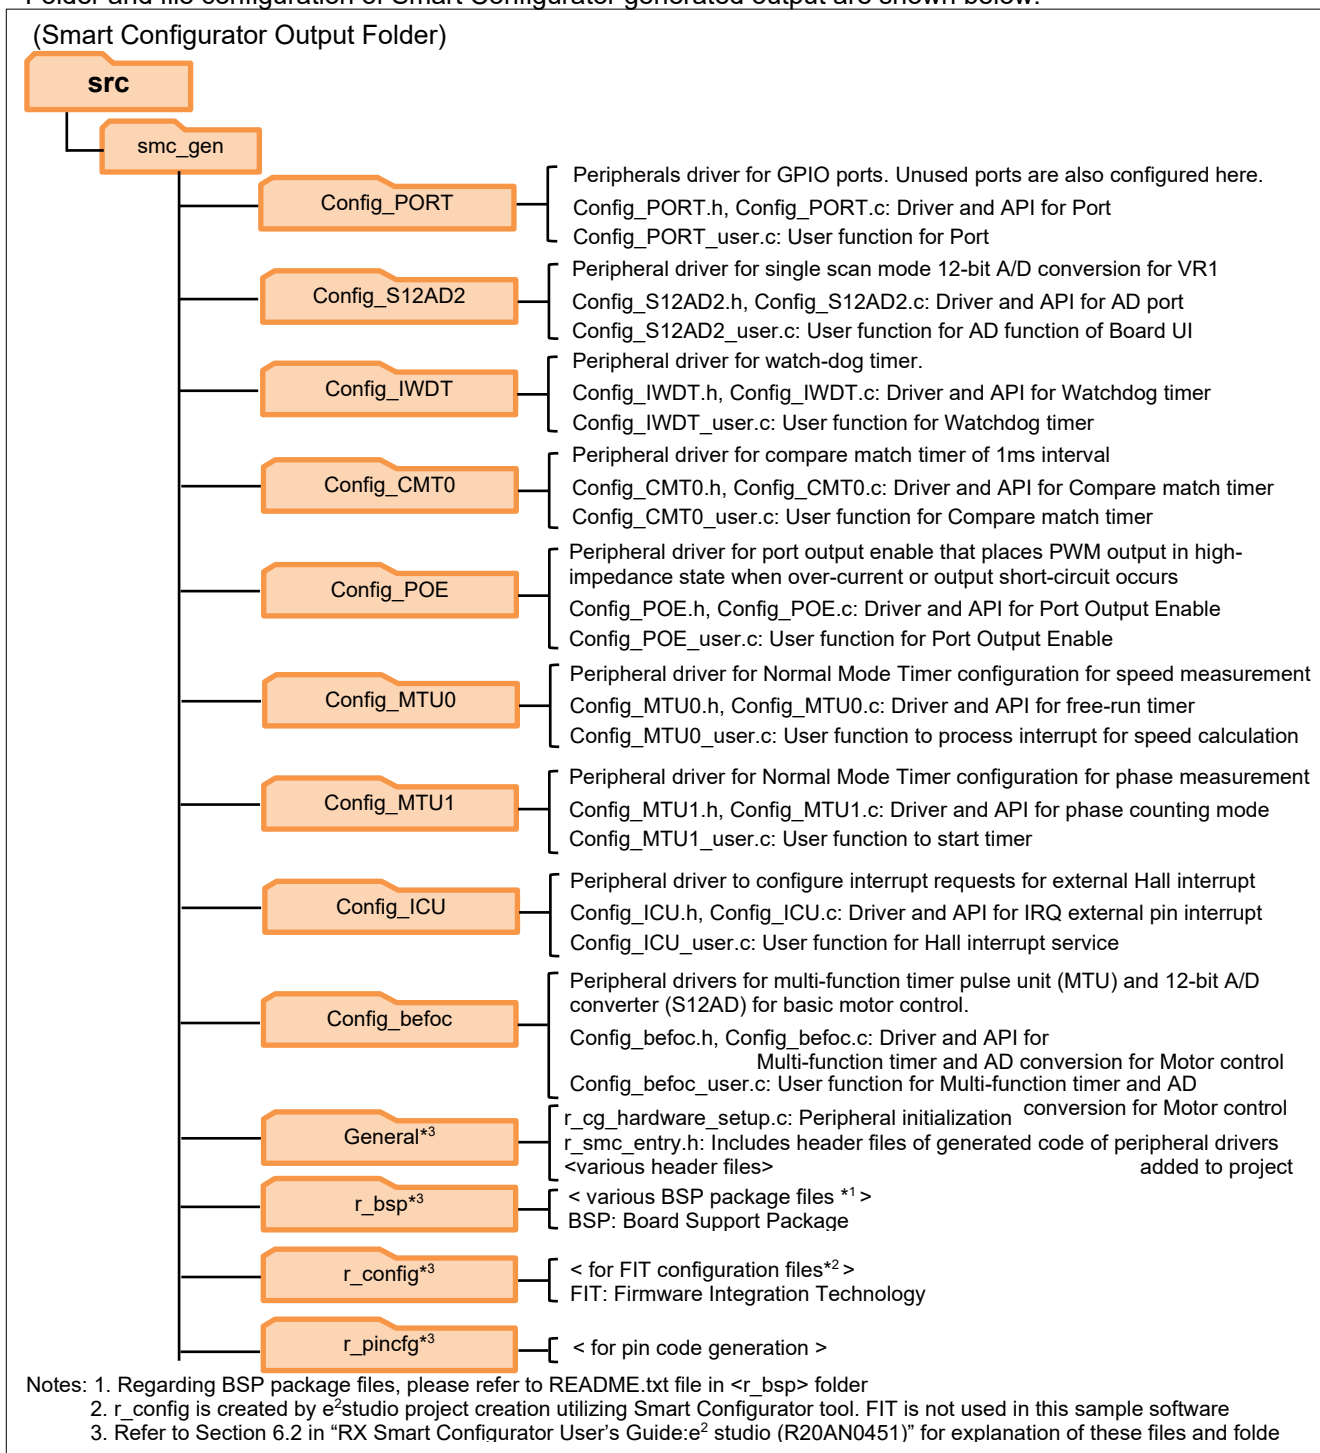 Folder and file configuration of Smart Configurator generated output are shown below.
(Smart Configurator Output Folder)
src
smc_gen
Config_PORT
Peripherals driver for GPIO ports. Unused ports are also configured here.
Config_PORT.h, Config_PORT.c: Driver and API for Port
Config_PORT_user.c: User function for Port
Config_S12AD2
Peripheral driver for single scan mode 12-bit A/D conversion for VR1
Config_S12AD2.h, Config_S12AD2.c: Driver and API for AD port
Config_S12AD2_user.c: User function for AD function of Board UI
Config_IWDT
Peripheral driver for watch-dog timer.
Config_IWDT.h, Config_IWDT.c: Driver and API for Watchdog timer
Config_IWDT_user.c: User function for Watchdog timer
Config_CMT0
Peripheral driver for compare match timer of 1ms interval
Config_CMT0.h, Config_CMT0.c: Driver and API for Compare match timer
Config_CMT0_user.c: User function for Compare match timer
Config_POE
Peripheral driver for port output enable that places PWM output in high-
impedance state when over-current or output short-circuit occurs
Config_POE.h, Config_POE.c: Driver and API for Port Output Enable
Config_POE_user.c: User function for Port Output Enable
Config_MTU0
Peripheral driver for Normal Mode Timer configuration for speed measurement
Config_MTU0.h, Config_MTU0.c: Driver and API for free-run timer
Config_MTU0_user.c: User function to process interrupt for speed calculation
Config_MTU1
Peripheral driver for Normal Mode Timer configuration for phase measurement
Config_MTU1.h, Config_MTU1.c: Driver and API for phase counting mode
Config_MTU1_user.c: User function to start timer
Config_ICU
Peripheral driver to configure interrupt requests for external Hall interrupt
Config_ICU.h, Config_ICU.c: Driver and API for IRQ external pin interrupt
Config_ICU_user.c: User function for Hall interrupt service
Config_befoc
Peripheral drivers for multi-function timer pulse unit (MTU) and 12-bit A/D
converter (S12AD) for basic motor control.
Config_befoc.h, Config_befoc.c: Driver and API for
Multi-function timer and AD conversion for Motor control
Config_befoc_user.c: User function for Multi-function timer and AD
conversion for Motor control
General*3
r_cg_hardware_setup.c: Peripheral initialization
r_smc_entry.h: Includes header files of generated code of peripheral drivers
added to project
<various header files>
r_bsp*3
< various BSP package files *1 >
BSP: Board Support Package
r_config*3
< for FIT configuration files*2 >
FIT: Firmware Integration Technology
r_pincfg*3
< for pin code generation >
Notes: 1. Regarding BSP package files, please refer to README.txt file in <r_bsp> folder
2. r_config is created by e2studio project creation utilizing Smart Configurator tool. FIT is not used in this sample software
3. Refer to Section 6.2 in “RX Smart Configurator User’s Guide:e2 studio (R20AN0451)” for explanation of these files and folde